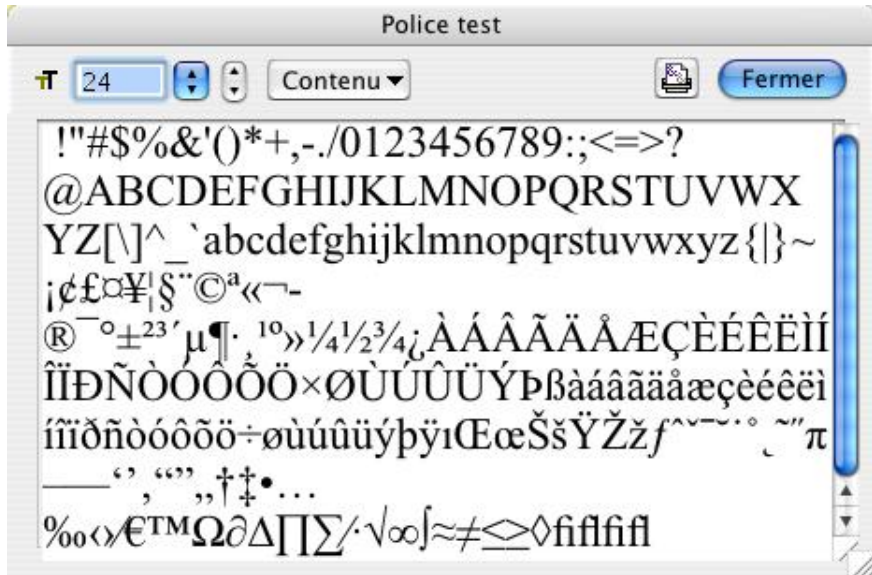 Police test
24 Contenu Fermer
!"#$%&'()*+,-./0123456789:;<=>?
@ABCDEFGHIJKLMNOPQRSTUVWX
YZ[\]^_`abcdefghijklmnopqrstuvwxyz{|}~
¡¢£¤¥¦§¨©ª«¬-
®¯°±²³´µ¶·¸¹º»¼½¾¿ÀÁÂÃÄÅÆÇÈÉÊËÌÍ
ÎÏÐÑÒÓÔÕÖ×ØÙÚÛÜÝÞßàáâãäåæçèéêëì
íîïðñòóôõö÷øùúûüýþÿıŒœŠšŸŽžƒˆˇ˘˙˚˛˜˝π
–—‘’‚“”„†‡•…
‰‹›⁄€™Ω∂∆∏∑∕∙√∞∫≈≠≤≥◊fiflfifl